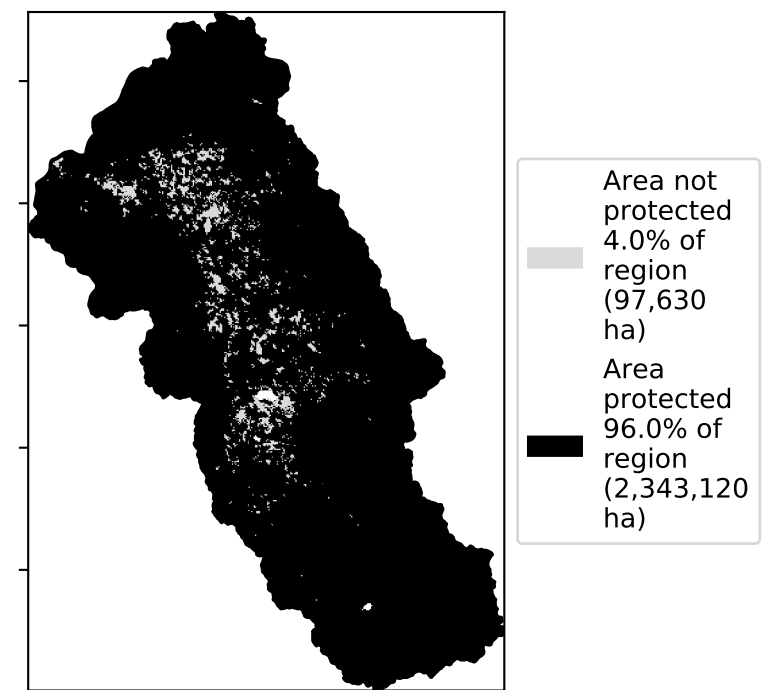 Area not
protected
4.0% of
region
(97,630
ha)
Area
protected
96.0% of
region
(2,343,120
ha)